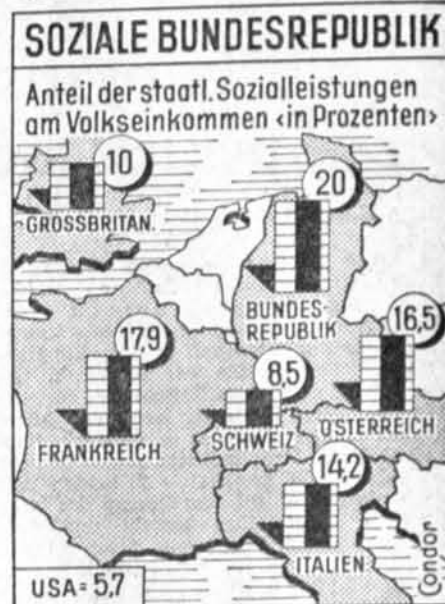 SOZIALE BUNDESREPUBLIK
Anteil der staatl. Sozialleistungen
am Volkseinkommen <in Prozenten>
10
GROSSBRITAN.
20
BUNDES-
REPUBLIK
17,9
FRANKREICH
8,5
SCHWEIZ
16,5
ÖSTERREICH
14,2
ITALIEN
USA = 5,7
Condor